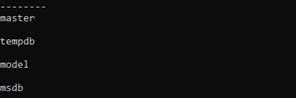 --------
master
tempdb
model
msdb